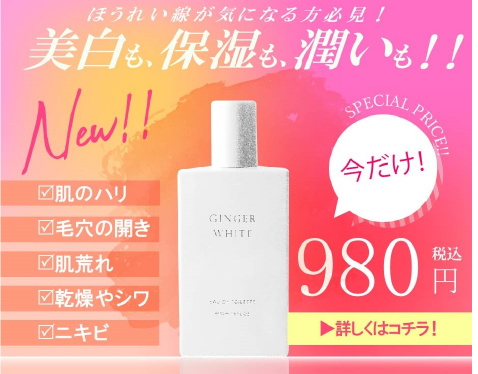 ほうれい線が気になる方必見！
美白も、保湿も、潤いも！！
New!!
SPECIAL PRICE!!
今だけ！
☑肌のハリ
☑毛穴の開き
☑肌荒れ
☑乾燥やシワ
☑ニキビ
GINGER
WHITE
EAU DE TOILETTE
980円
税込
▶詳しくはコチラ！